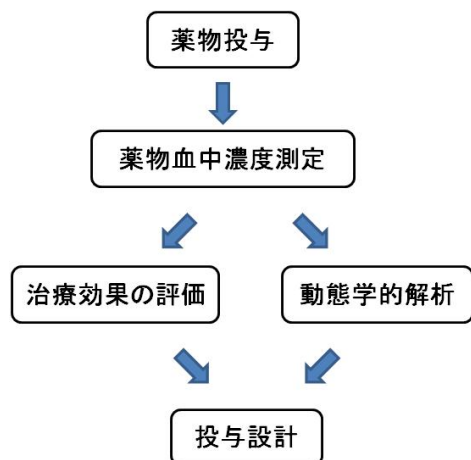 薬物投与
薬物血中濃度測定
治療効果の評価
動態学的解析
投与設計